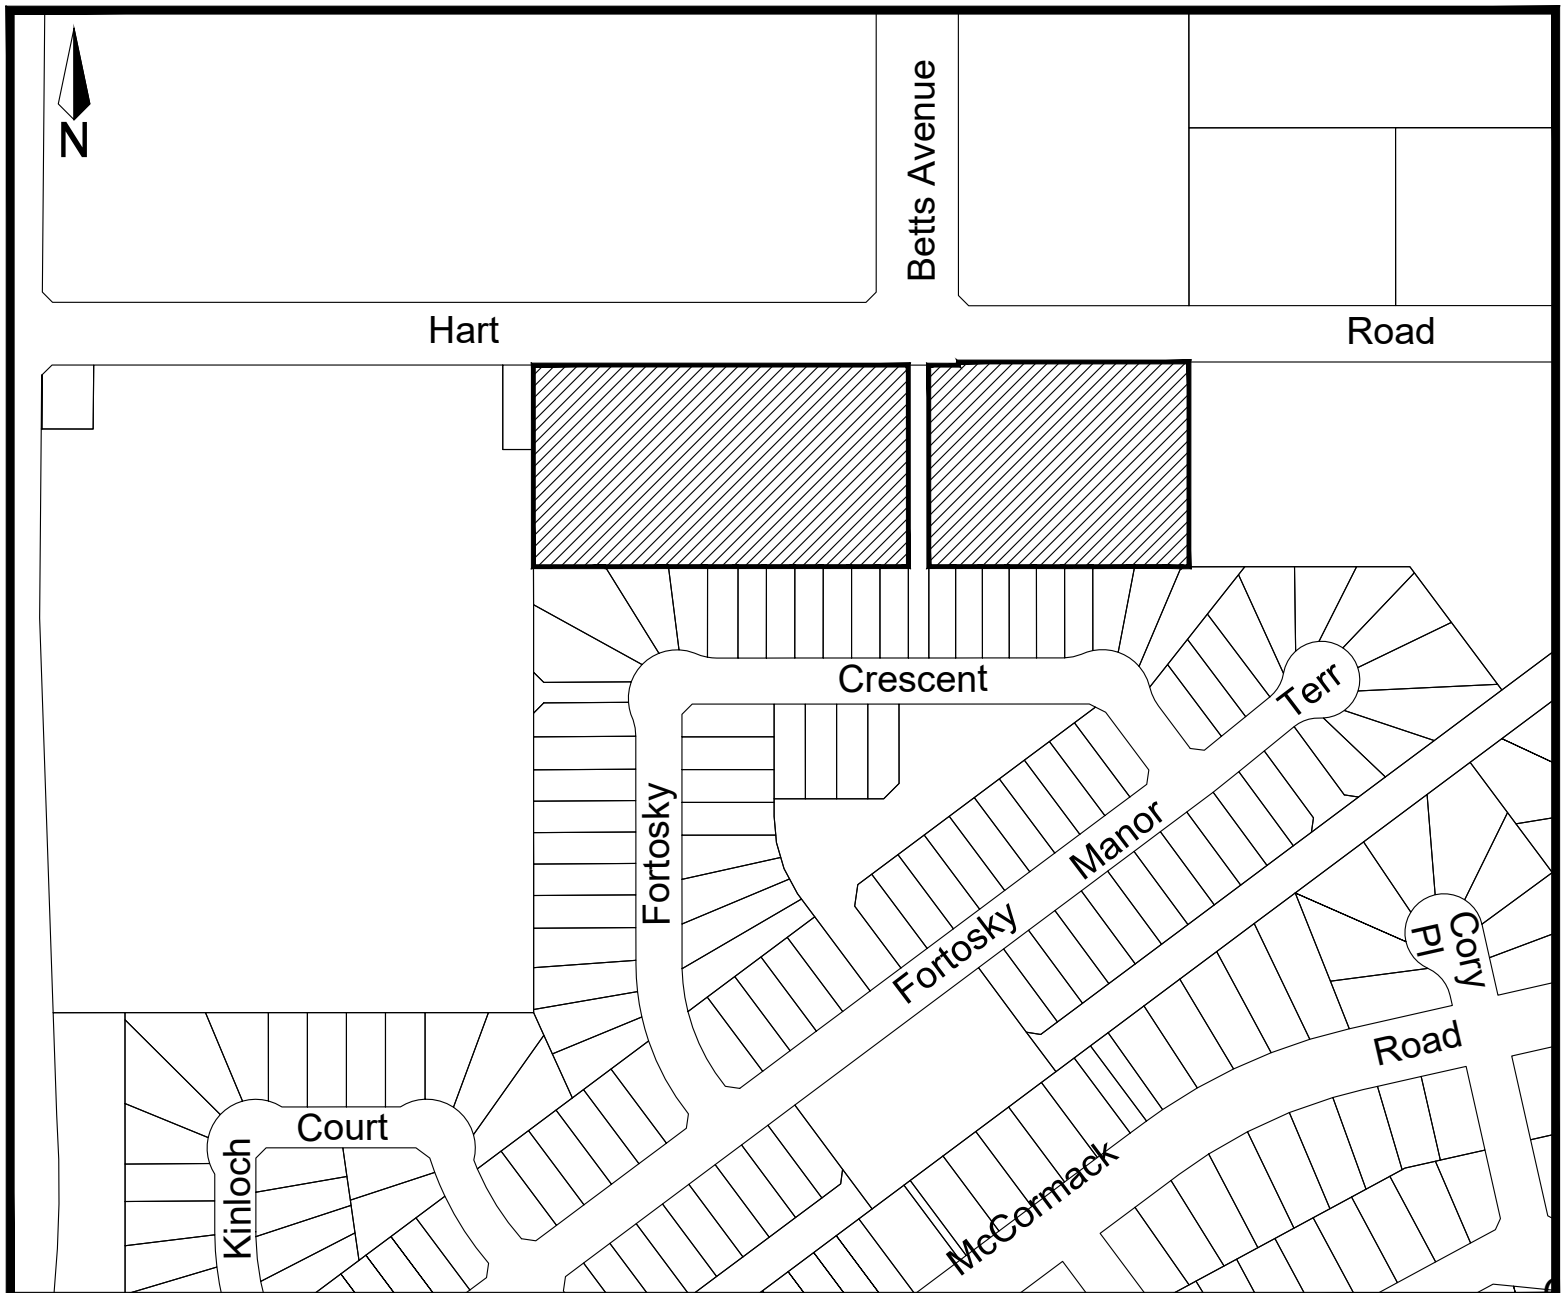 N
Betts Avenue
Hart
Road
Crescent
Terr
Fortosky
Manor
Fortosky
Cory
Pl
Road
Court
Kinloch
McCormack